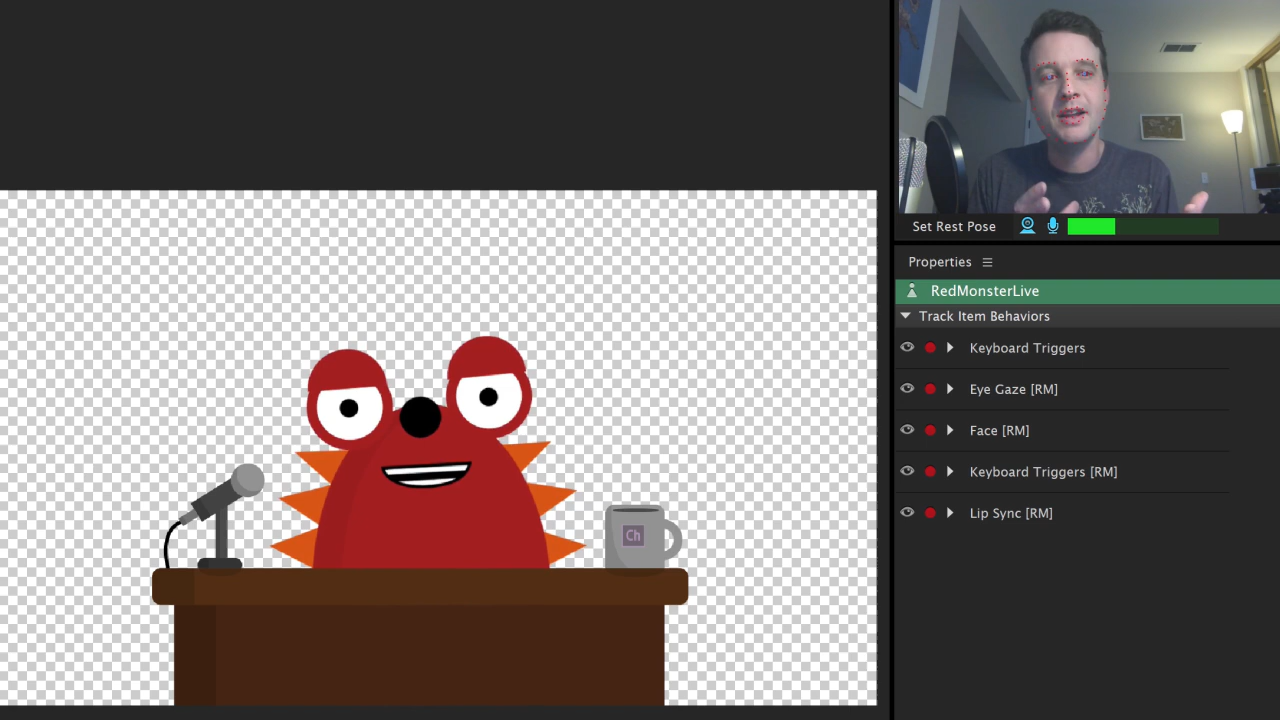 Set Rest Pose
Properties
RedMonsterLive
Track Item Behaviors
Keyboard Triggers
Eye Gaze [RM]
Face [RM]
Keyboard Triggers [RM]
Lip Sync [RM]
Ch